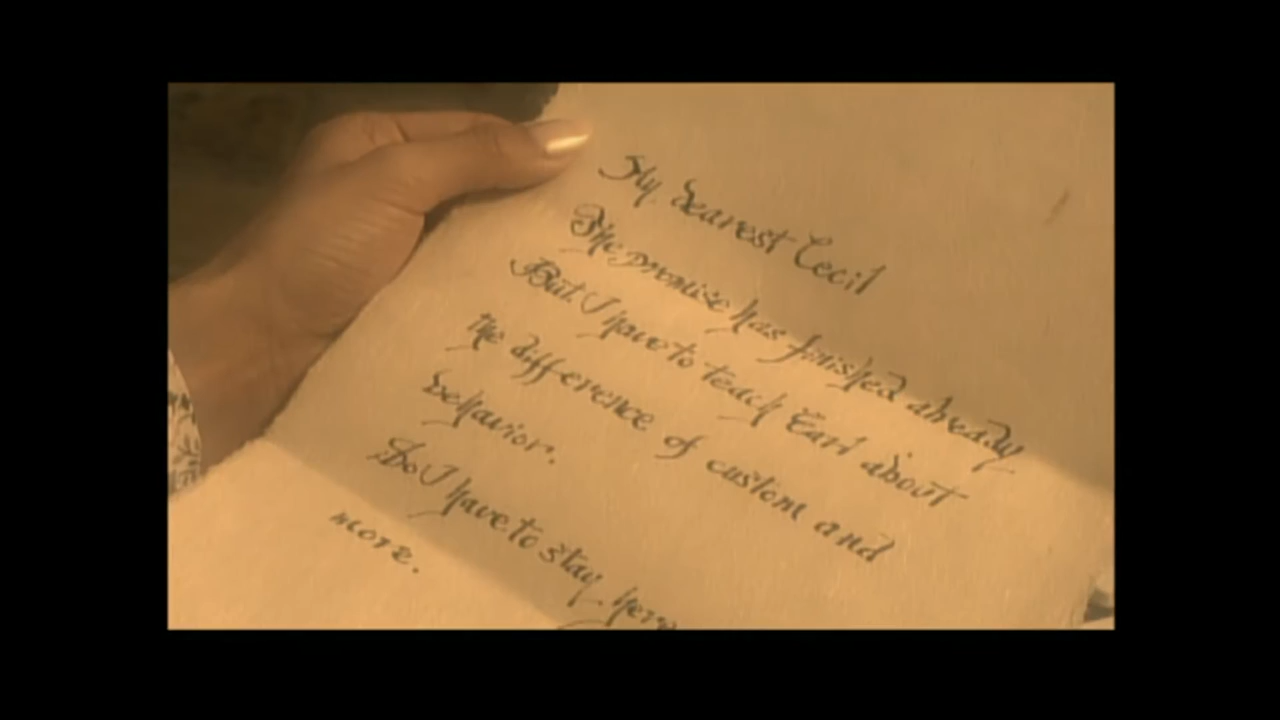 My dearest Cecil
The promise has finished already
But I have to teach Earl about
the difference of custom and
behavior.
So I have to stay here
more.